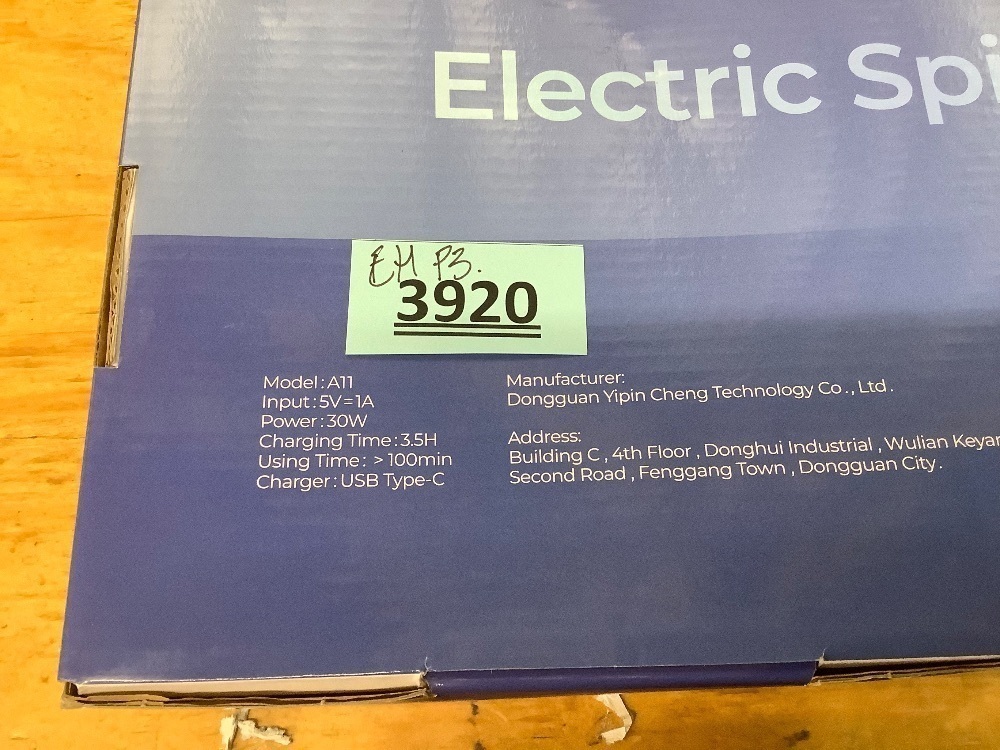 Electric Spi
EH P3.
3920
Model:A11
Input:5V=1A
Power:30W
Charging Time:3.5H
Using Time: > 100min
Charger:USB Type-C
Manufacturer:
Dongguan Yipin Cheng Technology Co., Ltd.
Address:
Building C, 4th Floor, Donghui Industrial, Wulian Keyan
Second Road, Fenggang Town, Dongguan City.